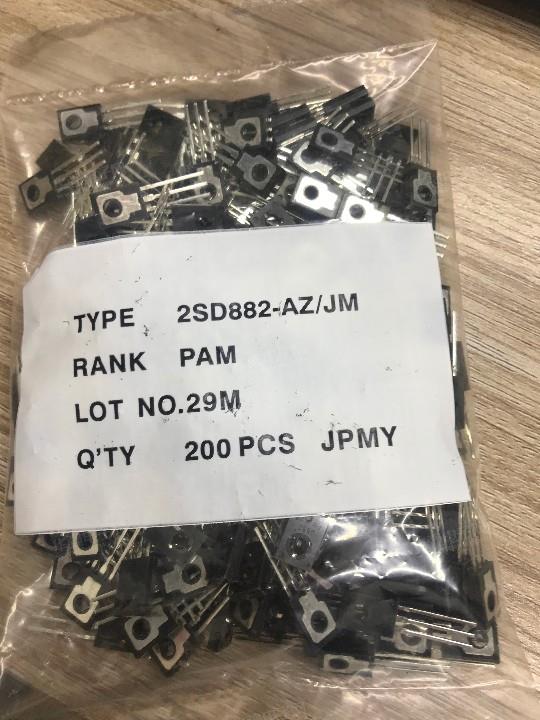 TYPE 2SD882-AZ/JM
RANK PAM
LOT NO.29M
Q'TY 200 PCS JPMY